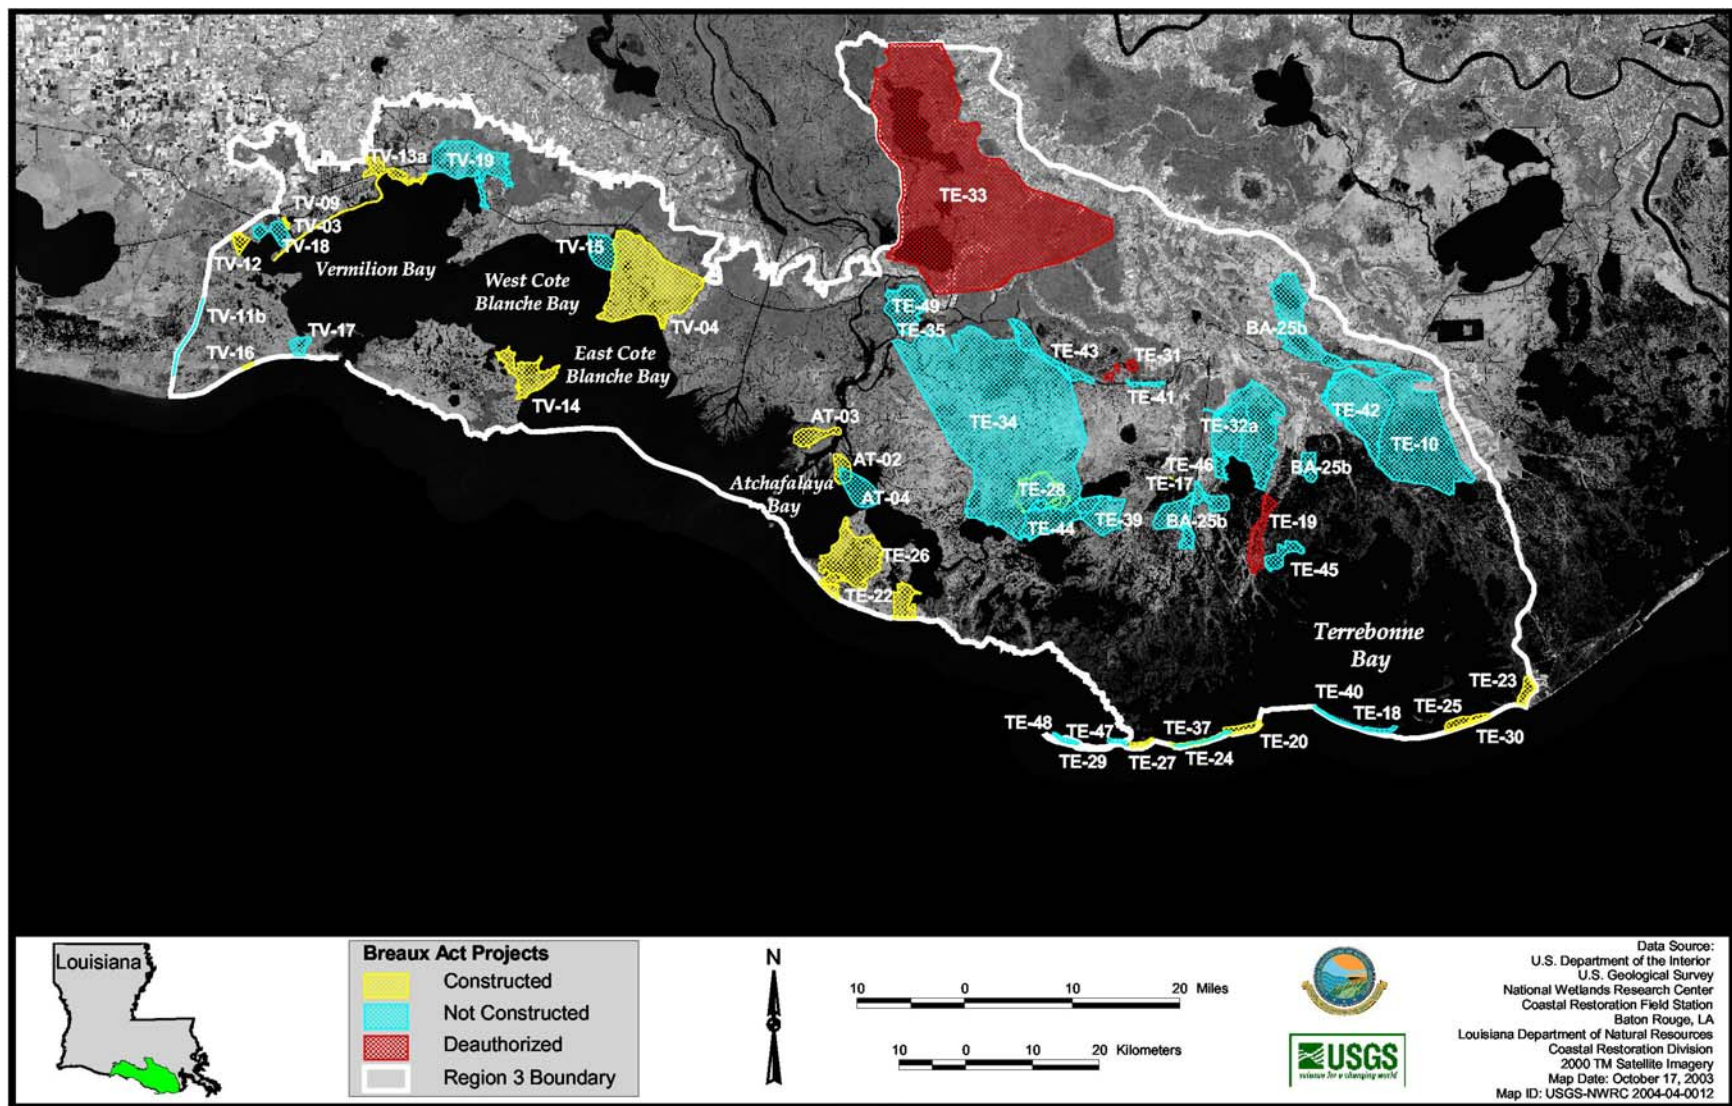 TV-13a
TV-19
TV-09
TV-03
TV-18
TV-12
Vermilion Bay
TV-15
West Cote
Blanche Bay
TV-04
TV-11b
TV-17
TV-16
East Cote
Blanche Bay
TV-14
TE-33
TE-49
TE-35
TE-43
TE-31
TE-41
BA-25b
AT-03
TE-34
TE-32a
TE-42
TE-10
AT-02
Atchafalaya
Bay
AT-04
TE-46
TE-17
BA-25b
TE-28
TE-44
TE-39
BA-25b
TE-19
TE-26
TE-45
TE-22
Terrebonne
Bay
TE-23
TE-40
TE-18
TE-25
TE-30
TE-48
TE-47
TE-37
TE-20
TE-29
TE-27
TE-24
Louisiana
Breaux Act Projects
Constructed
Not Constructed
Deauthorized
Region 3 Boundary
N
10 0 10 20 Miles
10 0 10 20 Kilometers
USGS
science for a changing world
Data Source:
U.S. Department of the Interior
U.S. Geological Survey
National Wetlands Research Center
Coastal Restoration Field Station
Baton Rouge, LA
Louisiana Department of Natural Resources
Coastal Restoration Division
2000 TM Satellite Imagery
Map Date: October 17, 2003
Map ID: USGS-NWRC 2004-04-0012